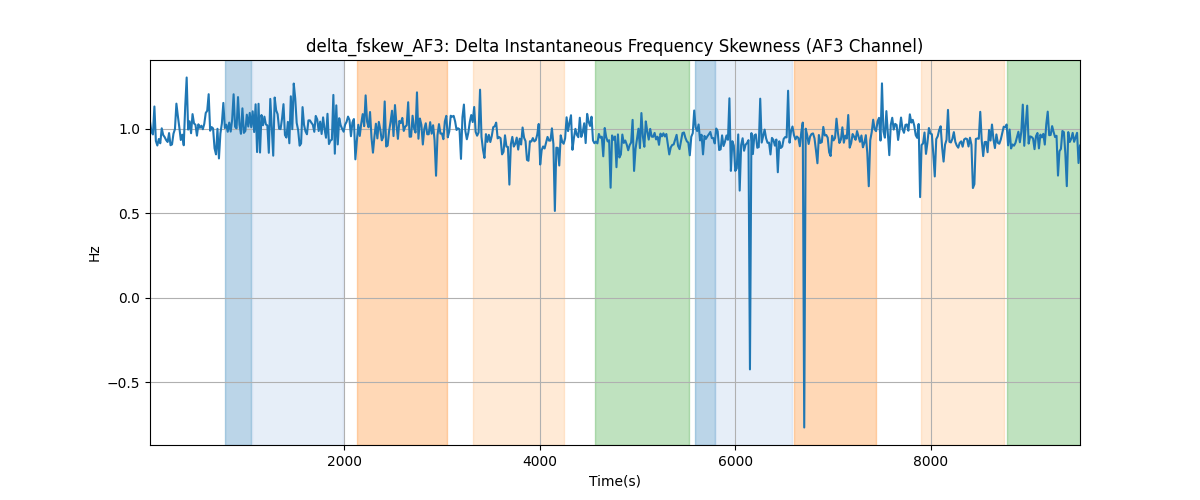 delta_fskew_AF3: Delta Instantaneous Frequency Skewness (AF3 Channel)
1.0
0.5
0.0
−0.5
Hz
2000 4000 6000 8000
Time(s)